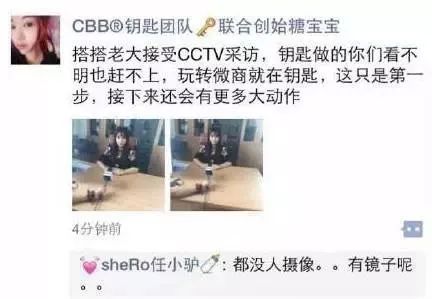 CBB®钥匙团队🗝联合创始糖宝宝
搭搭老大接受CCTV采访，钥匙做的你们看不
明也赶不上，玩转微商就在钥匙，这只是第一
步，接下来还会有更多大动作
4分钟前
💓sheRo任小驴🍼: 都没人摄像。。有镜子呢
。。